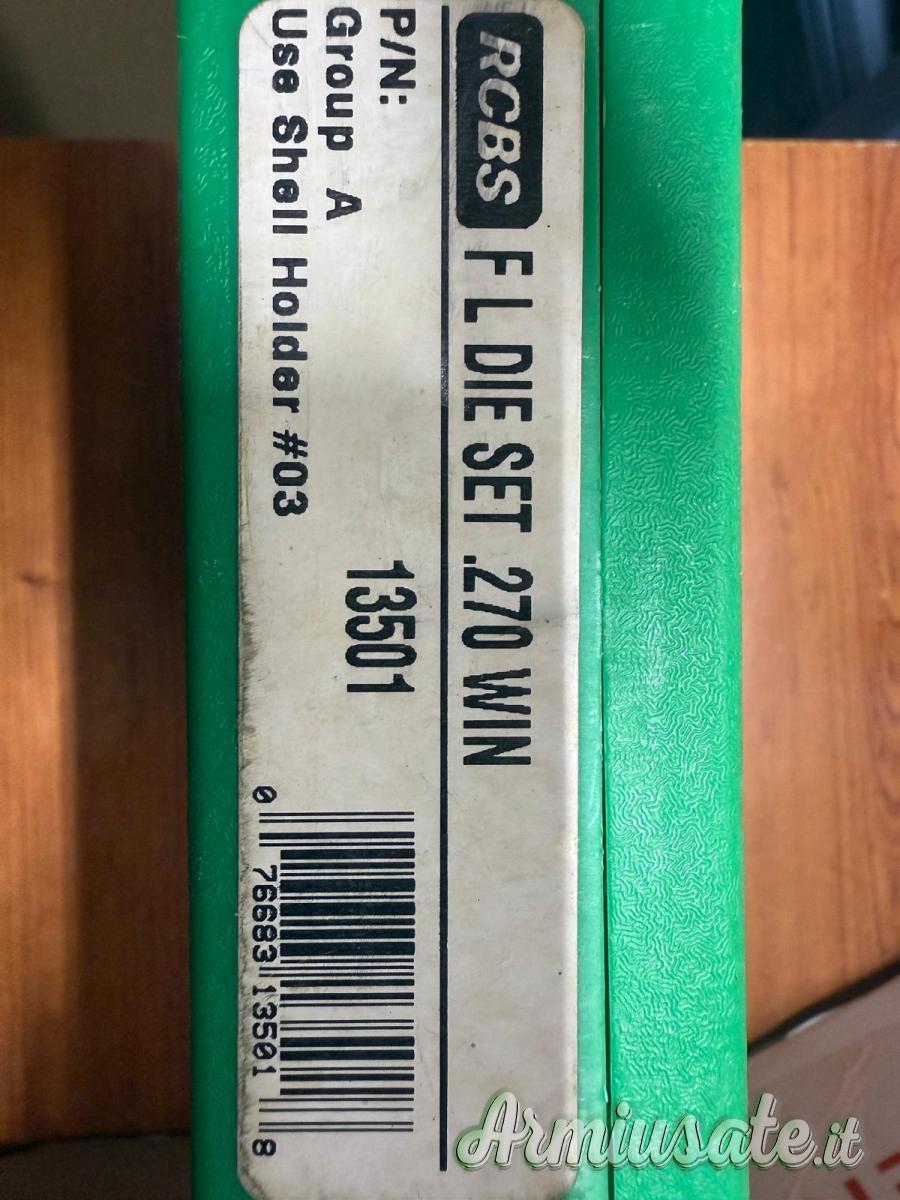 RCBS F L DIE SET .270 WIN
P/N: 13501
Group A
Use Shell Holder #03
0 76683 13501 8
Armiusate.it